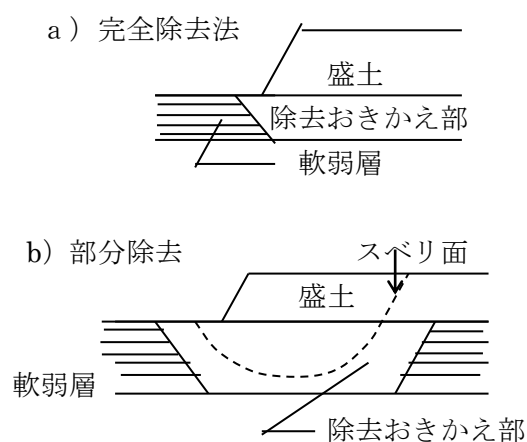 a）完全除去法
盛土
除去おきかえ部
軟弱層
b）部分除去
スベリ面
盛土
軟弱層
除去おきかえ部